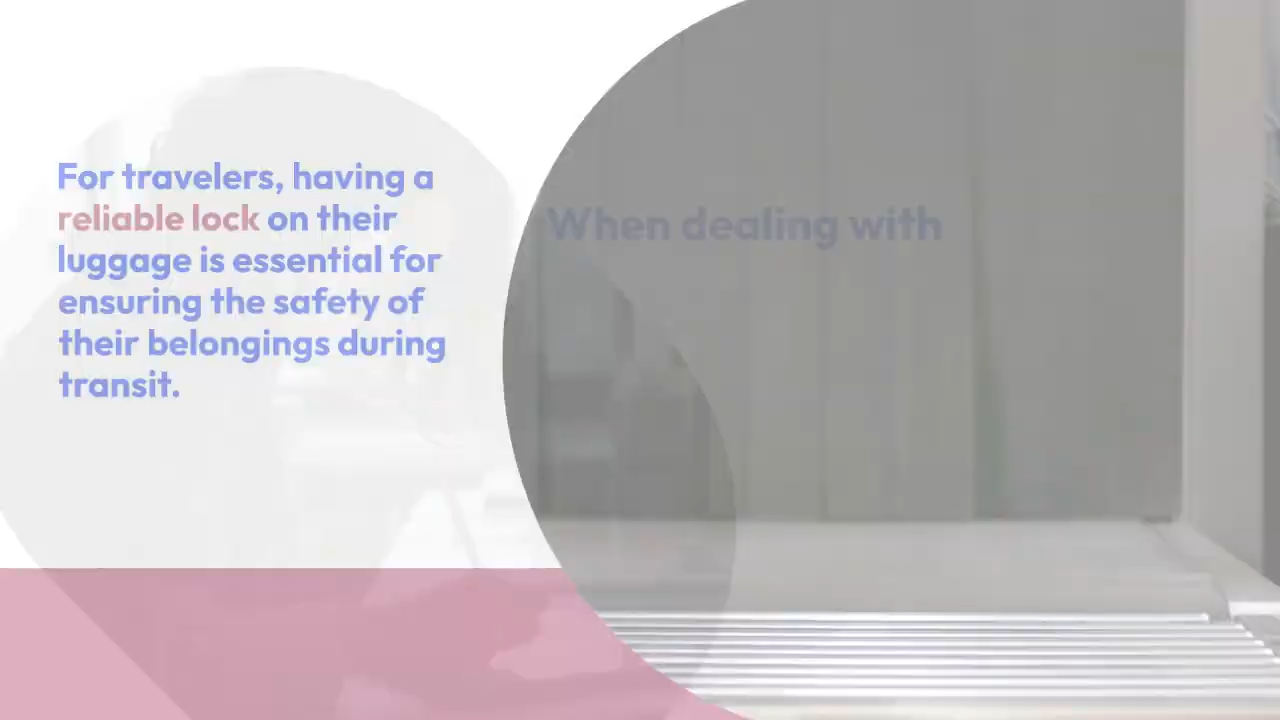 For travelers, having a
reliable lock on their
luggage is essential for
ensuring the safety of
their belongings during
transit.
When dealing with